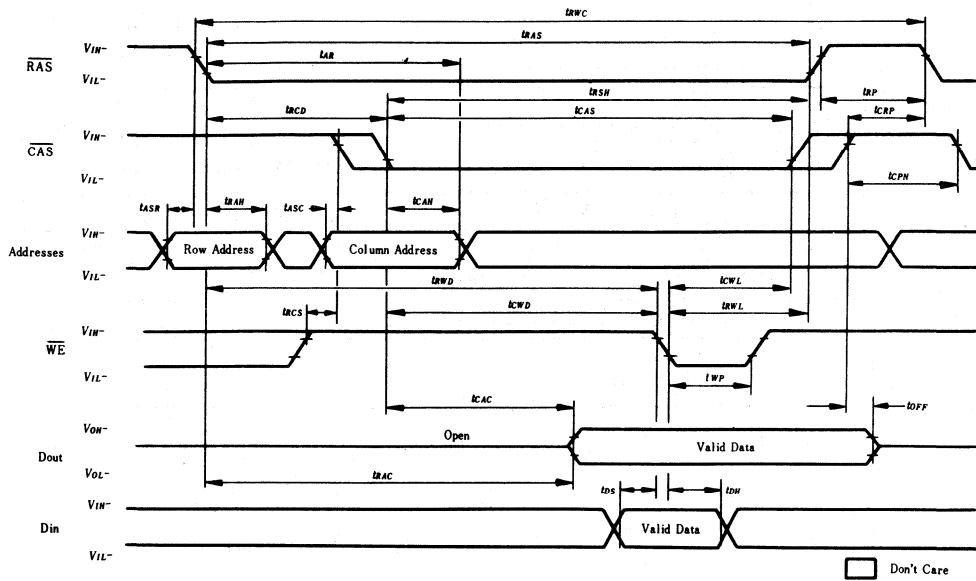 tRWC
VIH-
tRAS
tAR
RAS
VIL-
tRSH
tRP
tRCD
tCAS
tCRP
VIH-
CAS
VIL-
tCPN
tASR
tRAH
tASC
tCAH
VIH-
Addresses
Row Address
Column Address
VIL-
tRWD
tCWL
tRCS
tCWD
tRWL
VIH-
WE
VIL-
tWP
tCAC
tOFF
VOH-
Open
Dout
Valid Data
VOL-
tRAC
tDS
tDH
VIH-
Din
Valid Data
VIL-
Don't Care